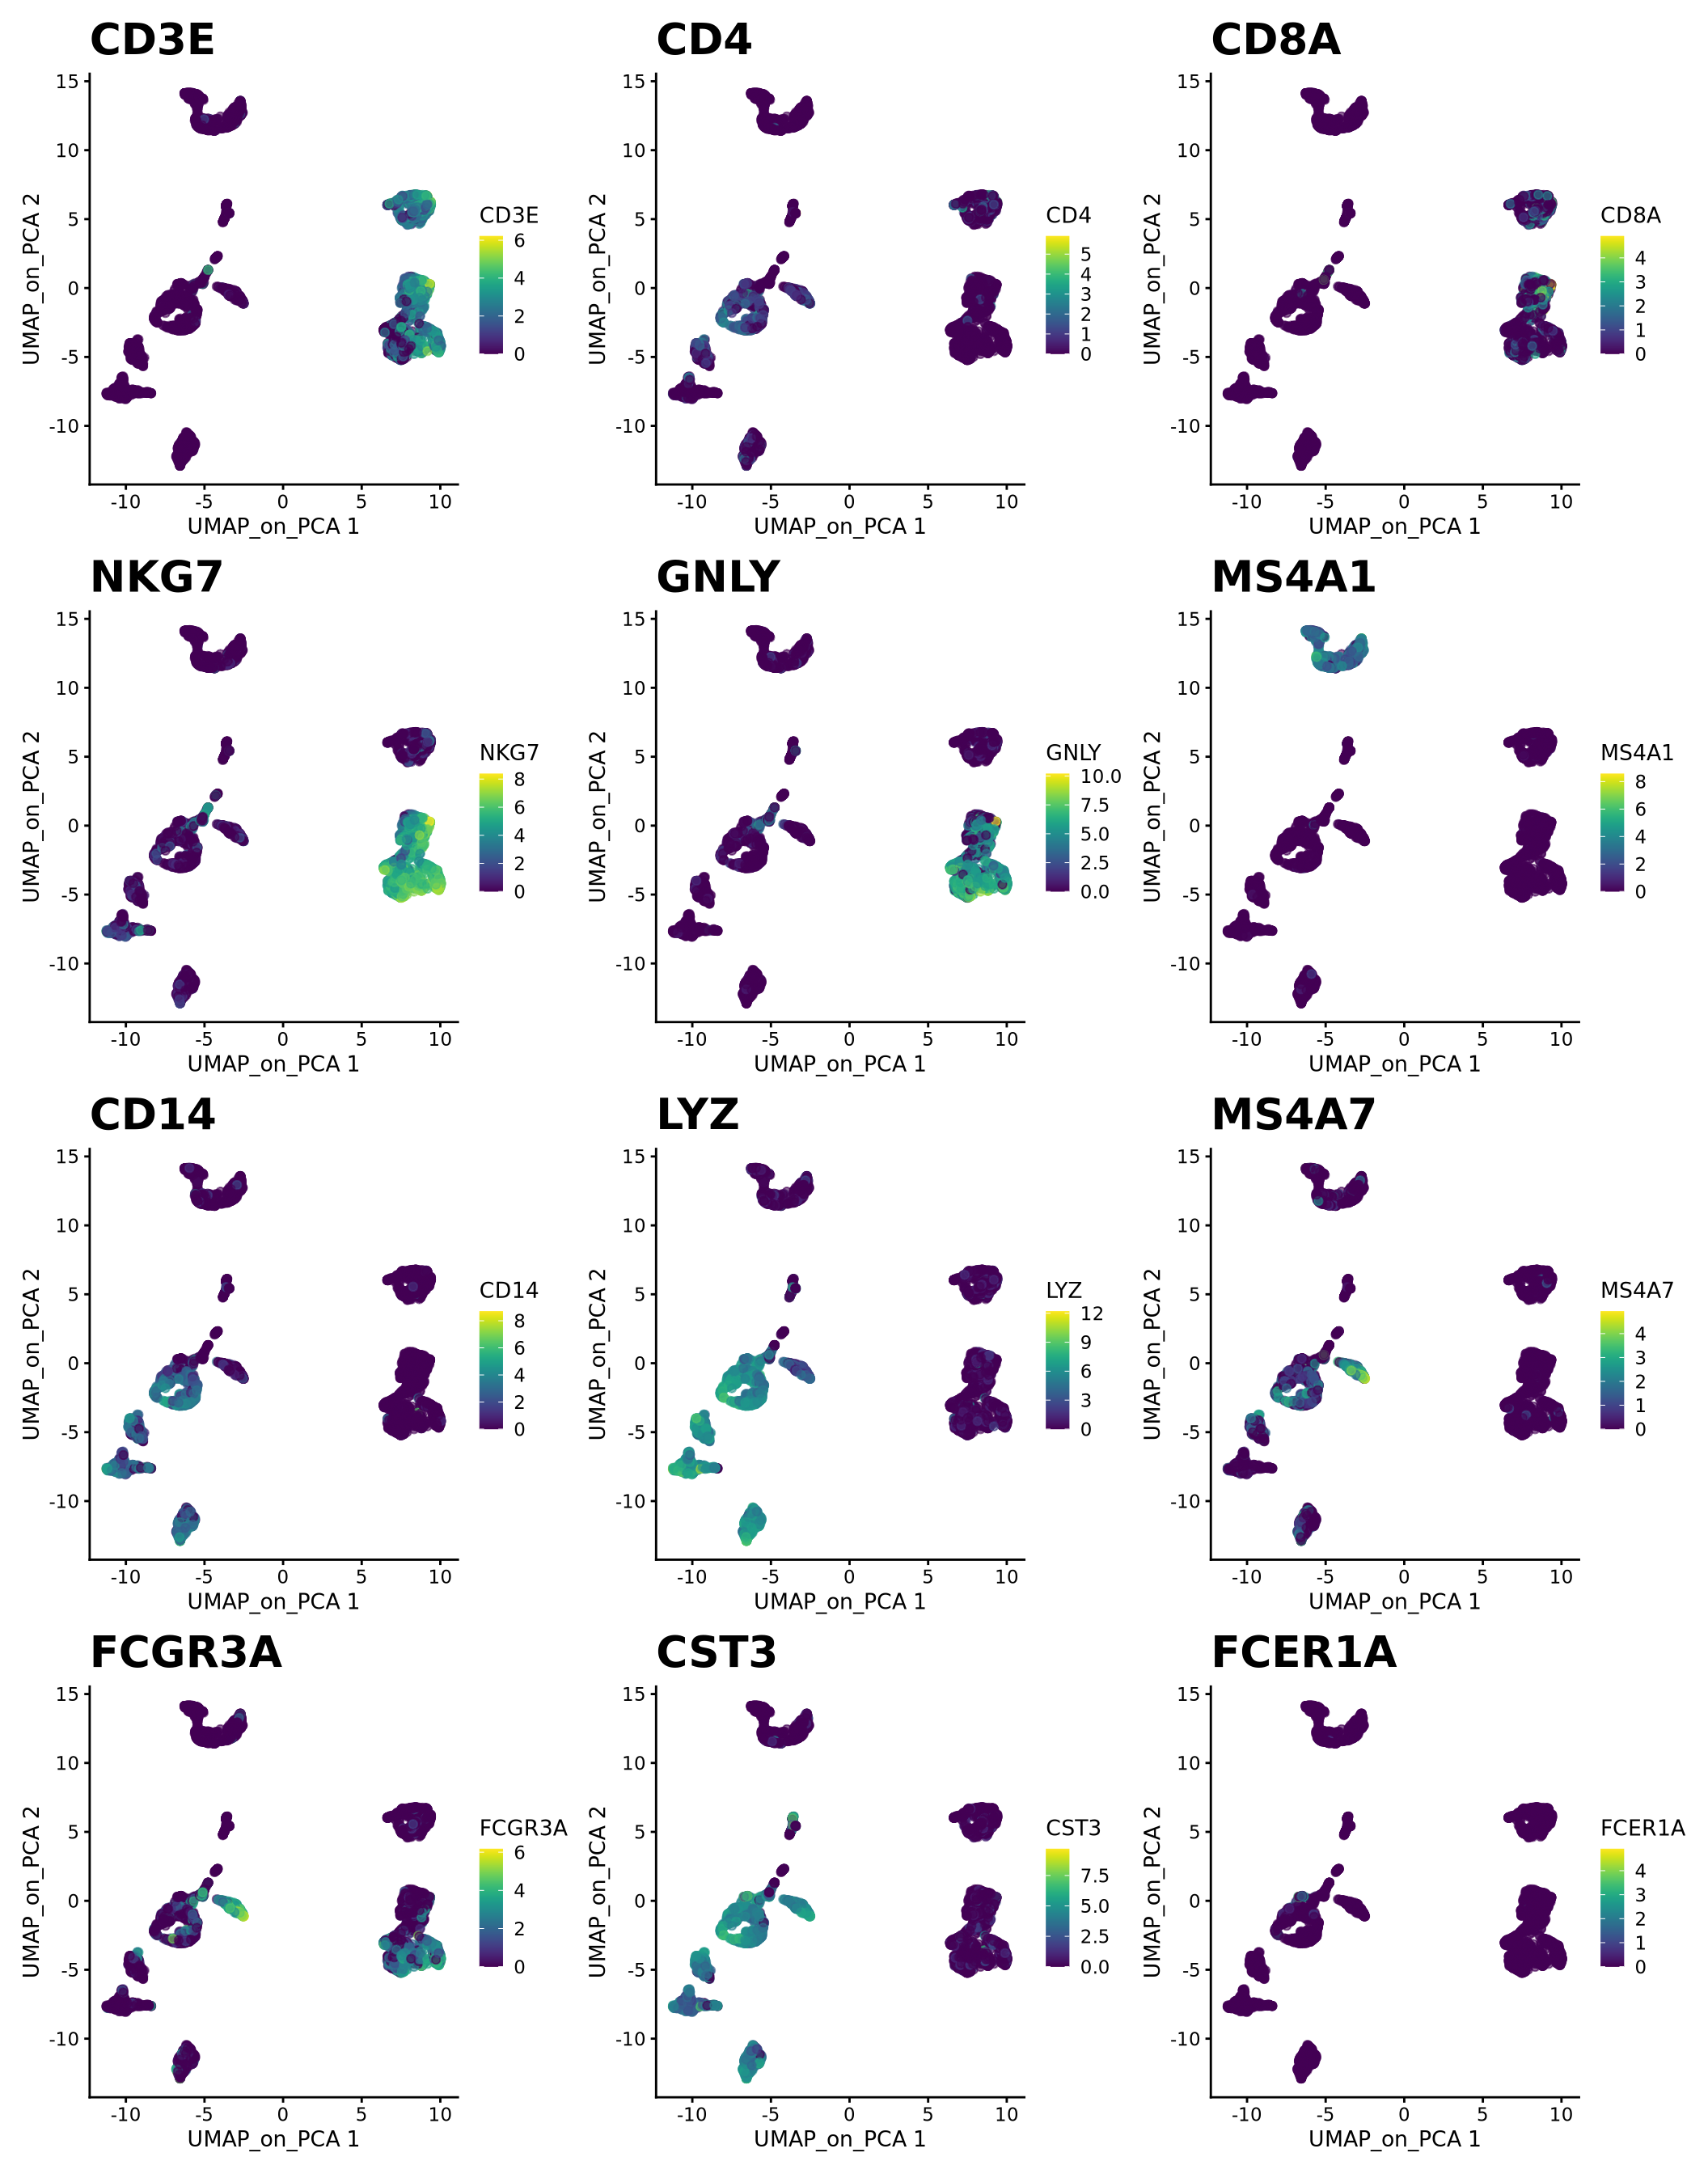 CD3E CD4 CD8A
15 15 15
10 10 10
5 5 5
0 0 0
-5 -5 -5
-10 -10 -10
UMAP_on_PCA 2 UMAP_on_PCA 2 UMAP_on_PCA 2
CD3E CD4 CD8A
6 5 4
4 4 3
2 3 2
0 2 1
1 0
0
-10 -5 0 5 10 -10 -5 0 5 10 -10 -5 0 5 10
UMAP_on_PCA 1 UMAP_on_PCA 1 UMAP_on_PCA 1
NKG7 GNLY MS4A1
15 15 15
10 10 10
5 5 5
0 0 0
-5 -5 -5
-10 -10 -10
UMAP_on_PCA 2 UMAP_on_PCA 2 UMAP_on_PCA 2
NKG7 GNLY MS4A1
8 10.0 8
6 7.5 6
4 5.0 4
2 2.5 2
0 0.0 0
-10 -5 0 5 10 -10 -5 0 5 10 -10 -5 0 5 10
UMAP_on_PCA 1 UMAP_on_PCA 1 UMAP_on_PCA 1
CD14 LYZ MS4A7
15 15 15
10 10 10
5 5 5
0 0 0
-5 -5 -5
-10 -10 -10
UMAP_on_PCA 2 UMAP_on_PCA 2 UMAP_on_PCA 2
CD14 LYZ MS4A7
8 12 4
6 9 3
4 6 2
2 3 1
0 0 0
-10 -5 0 5 10 -10 -5 0 5 10 -10 -5 0 5 10
UMAP_on_PCA 1 UMAP_on_PCA 1 UMAP_on_PCA 1
FCGR3A CST3 FCER1A
15 15 15
10 10 10
5 5 5
0 0 0
-5 -5 -5
-10 -10 -10
UMAP_on_PCA 2 UMAP_on_PCA 2 UMAP_on_PCA 2
FCGR3A CST3 FCER1A
6 7.5 4
4 5.0 3
2 2.5 2
0 0.0 1
0
-10 -5 0 5 10 -10 -5 0 5 10 -10 -5 0 5 10
UMAP_on_PCA 1 UMAP_on_PCA 1 UMAP_on_PCA 1